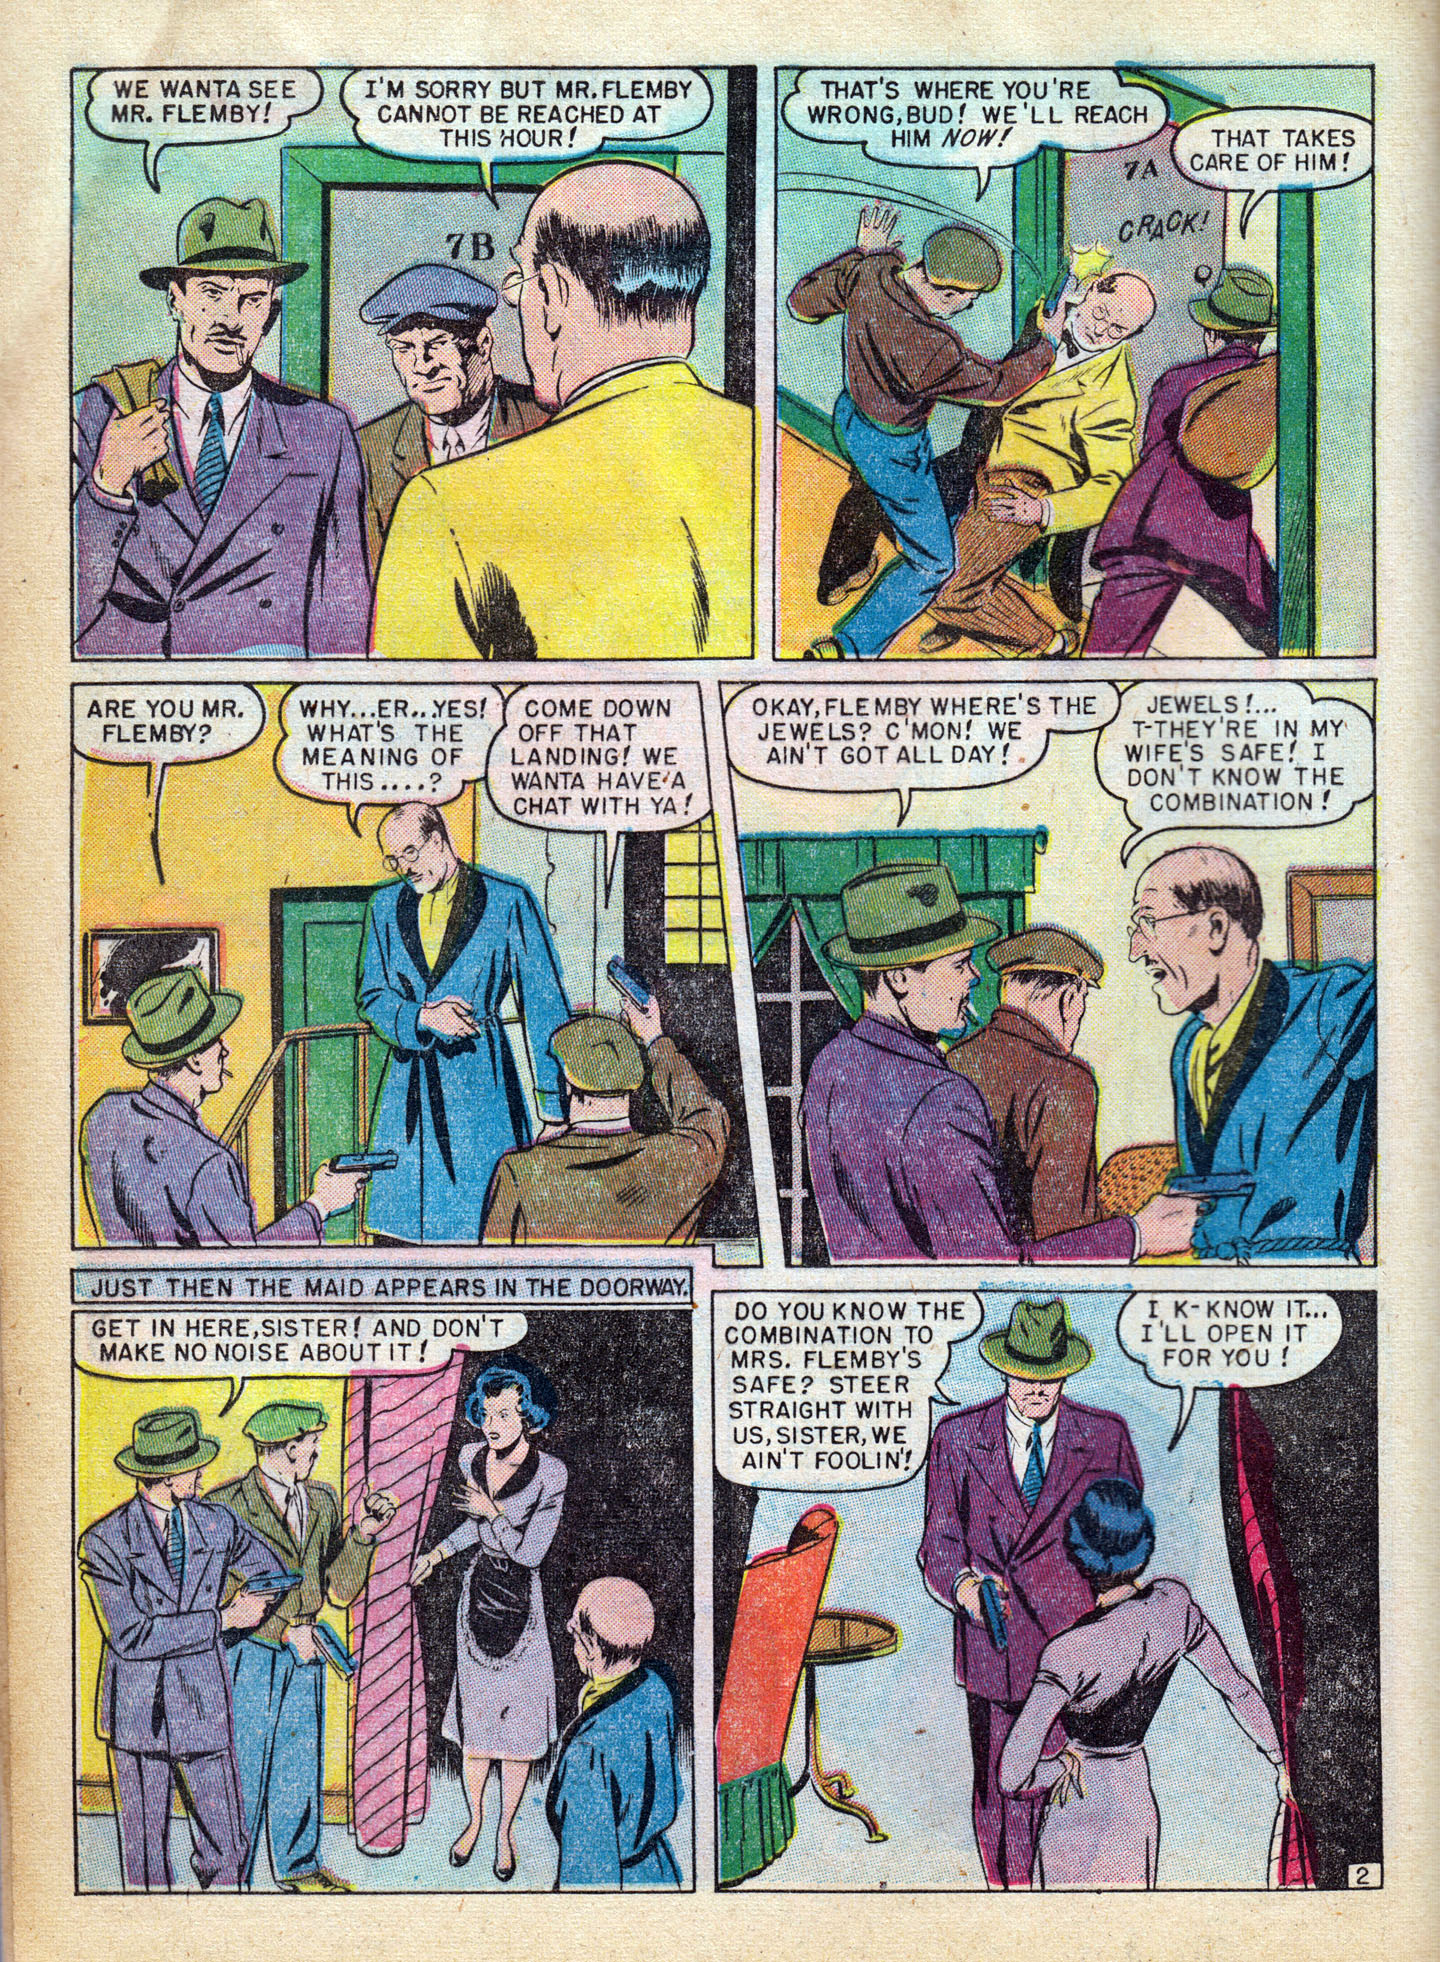 WE WANTA SEE
MR. FLEMBY!
I'M SORRY BUT MR. FLEMBY
CANNOT BE REACHED AT
THIS HOUR!
7B
THAT'S WHERE YOU'RE
WRONG, BUD! WE'LL REACH
HIM NOW!
THAT TAKES
CARE OF HIM!
7A
CRACK!
ARE YOU MR.
FLEMBY?
WHY...ER...YES!
WHAT'S THE
MEANING OF
THIS....?
COME DOWN
OFF THAT
LANDING! WE
WANTA HAVE A
CHAT WITH YA!
OKAY, FLEMBY WHERE'S THE
JEWELS? C'MON! WE
AIN'T GOT ALL DAY!
JEWELS!...
T-THEY'RE IN MY
WIFE'S SAFE! I
DON'T KNOW THE
COMBINATION!
JUST THEN THE MAID APPEARS IN THE DOORWAY.
GET IN HERE, SISTER! AND DON'T
MAKE NO NOISE ABOUT IT!
DO YOU KNOW THE
COMBINATION TO
MRS. FLEMBY'S
SAFE? STEER
STRAIGHT WITH
US, SISTER, WE
AIN'T FOOLIN'!
I K-KNOW IT...
I'LL OPEN IT
FOR YOU!
2